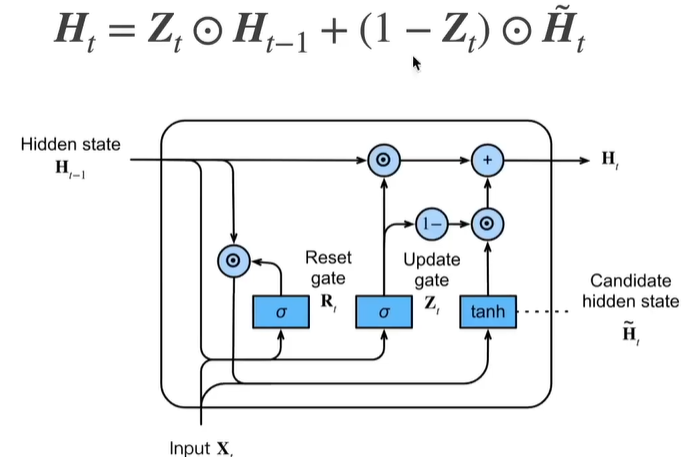 Hₜ = Zₜ ⊙ Hₜ₋₁ + (1 − Zₜ) ⊙ H̃ₜ
Hidden state
Hₜ₋₁
⊙
+
Hₜ
1−
⊙
⊙
Reset
gate
Rₜ
Update
gate
Zₜ
Candidate
hidden state
H̃ₜ
σ
σ
tanh
Input Xₜ